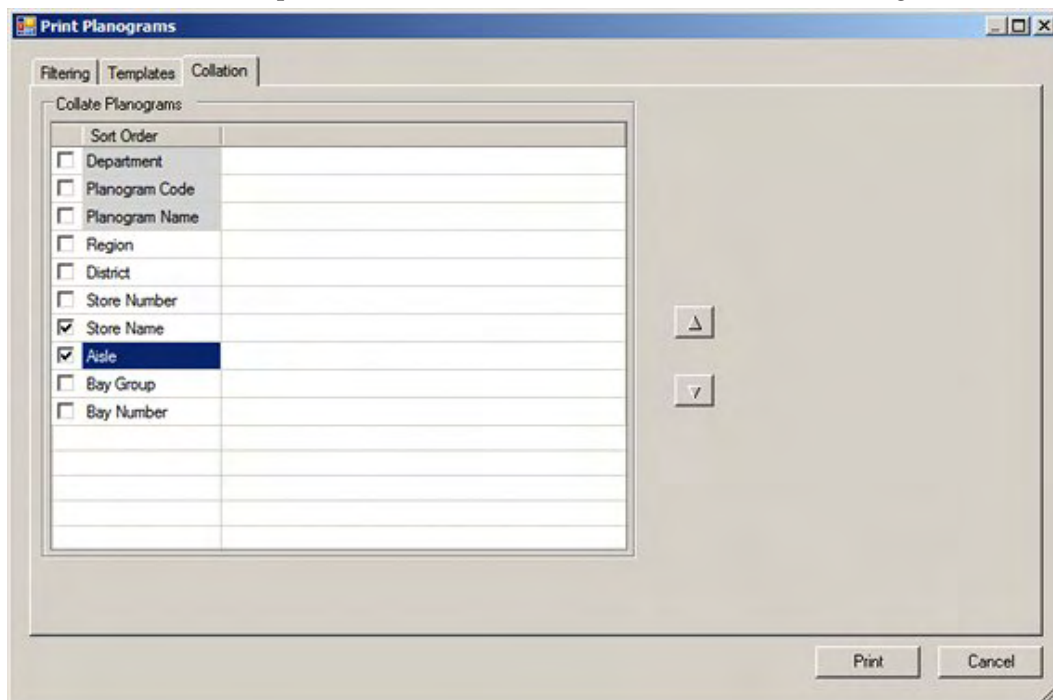 Print Planograms
Filtering Templates Collation
Collate Planograms
Sort Order
Department
Planogram Code
Planogram Name
Region
District
Store Number
Store Name
Aisle
Bay Group
Bay Number
Print Cancel